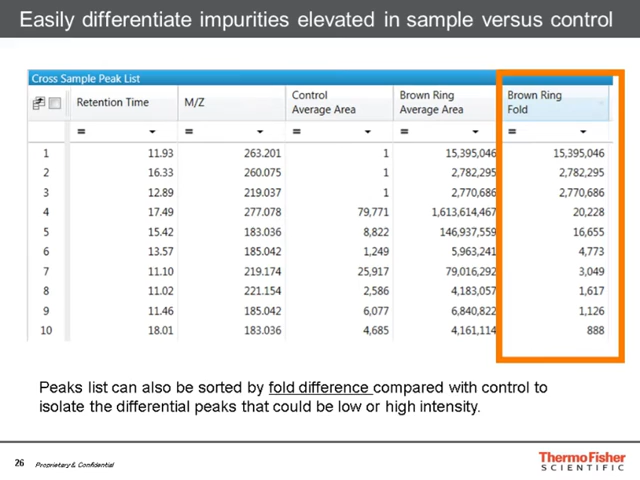 Easily differentiate impurities elevated in sample versus control
Cross Sample Peak List
Retention Time M/Z Control Average Area Brown Ring Average Area Brown Ring Fold
= = = = =
1 11.93 263.201 1 15,395,046 15,395,046
2 16.33 260.075 1 2,782,295 2,782,295
3 12.89 219.037 1 2,770,686 2,770,686
4 17.49 277.078 79,771 1,613,614,467 20,228
5 15.42 183.036 8,822 146,937,559 16,655
6 13.57 185.042 1,249 5,963,241 4,773
7 11.10 219.174 25,917 79,016,292 3,049
8 11.02 221.154 2,586 4,183,057 1,617
9 11.46 185.042 6,077 6,840,822 1,126
10 18.01 183.036 4,685 4,161,114 888
Peaks list can also be sorted by fold difference compared with control to
isolate the differential peaks that could be low or high intensity.
26 Proprietary & Confidential
ThermoFisher
SCIENTIFIC